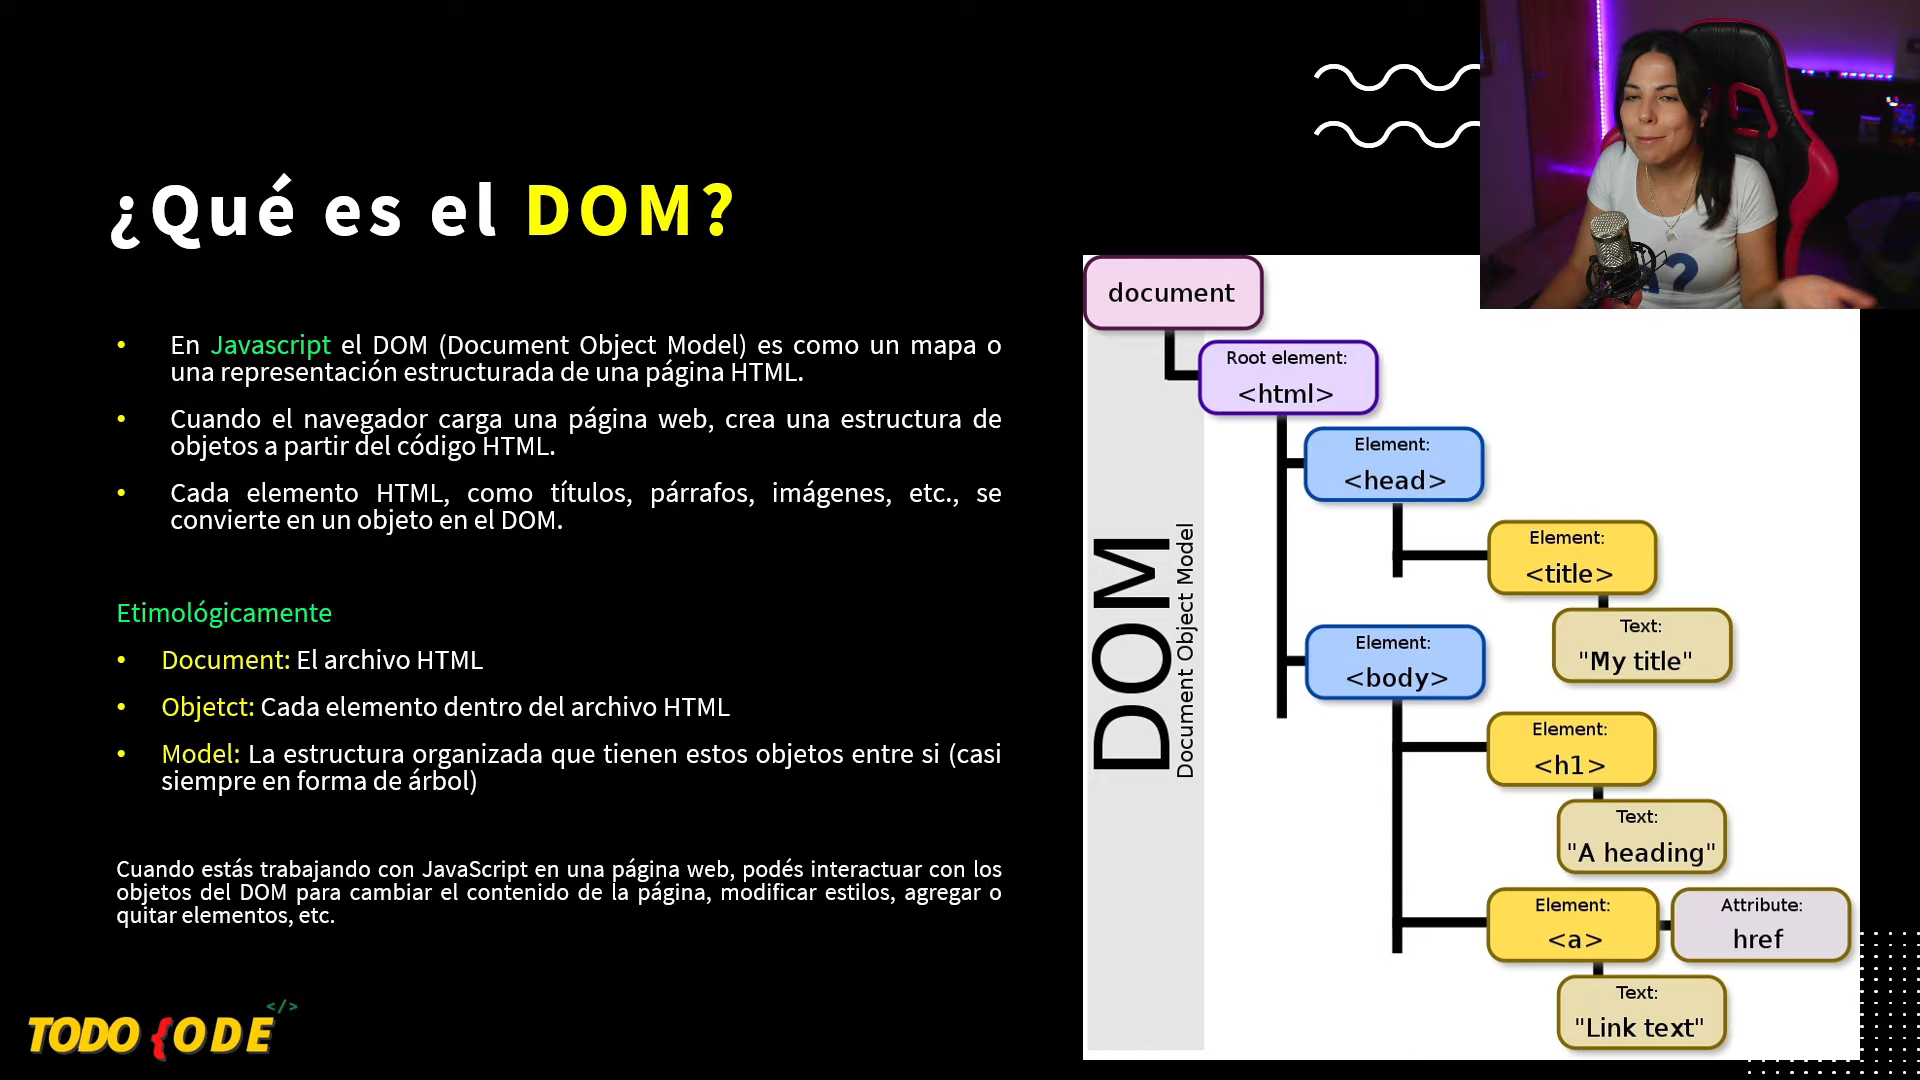 ¿Qué es el DOM?
• En Javascript el DOM (Document Object Model) es como un mapa o
una representación estructurada de una página HTML.
• Cuando el navegador carga una página web, crea una estructura de
objetos a partir del código HTML.
• Cada elemento HTML, como títulos, párrafos, imágenes, etc., se
convierte en un objeto en el DOM.
Etimológicamente
• Document: El archivo HTML
• Objetct: Cada elemento dentro del archivo HTML
• Model: La estructura organizada que tienen estos objetos entre si (casi
siempre en forma de árbol)
Cuando estás trabajando con JavaScript en una página web, podés interactuar con los
objetos del DOM para cambiar el contenido de la página, modificar estilos, agregar o
quitar elementos, etc.
</>
TODO {ODE
DOM
Document Object Model
document
Root element:
<html>
Element:
<head>
Element:
<title>
Text:
"My title"
Element:
<body>
Element:
<h1>
Text:
"A heading"
Element:
<a>
Attribute:
href
Text:
"Link text"